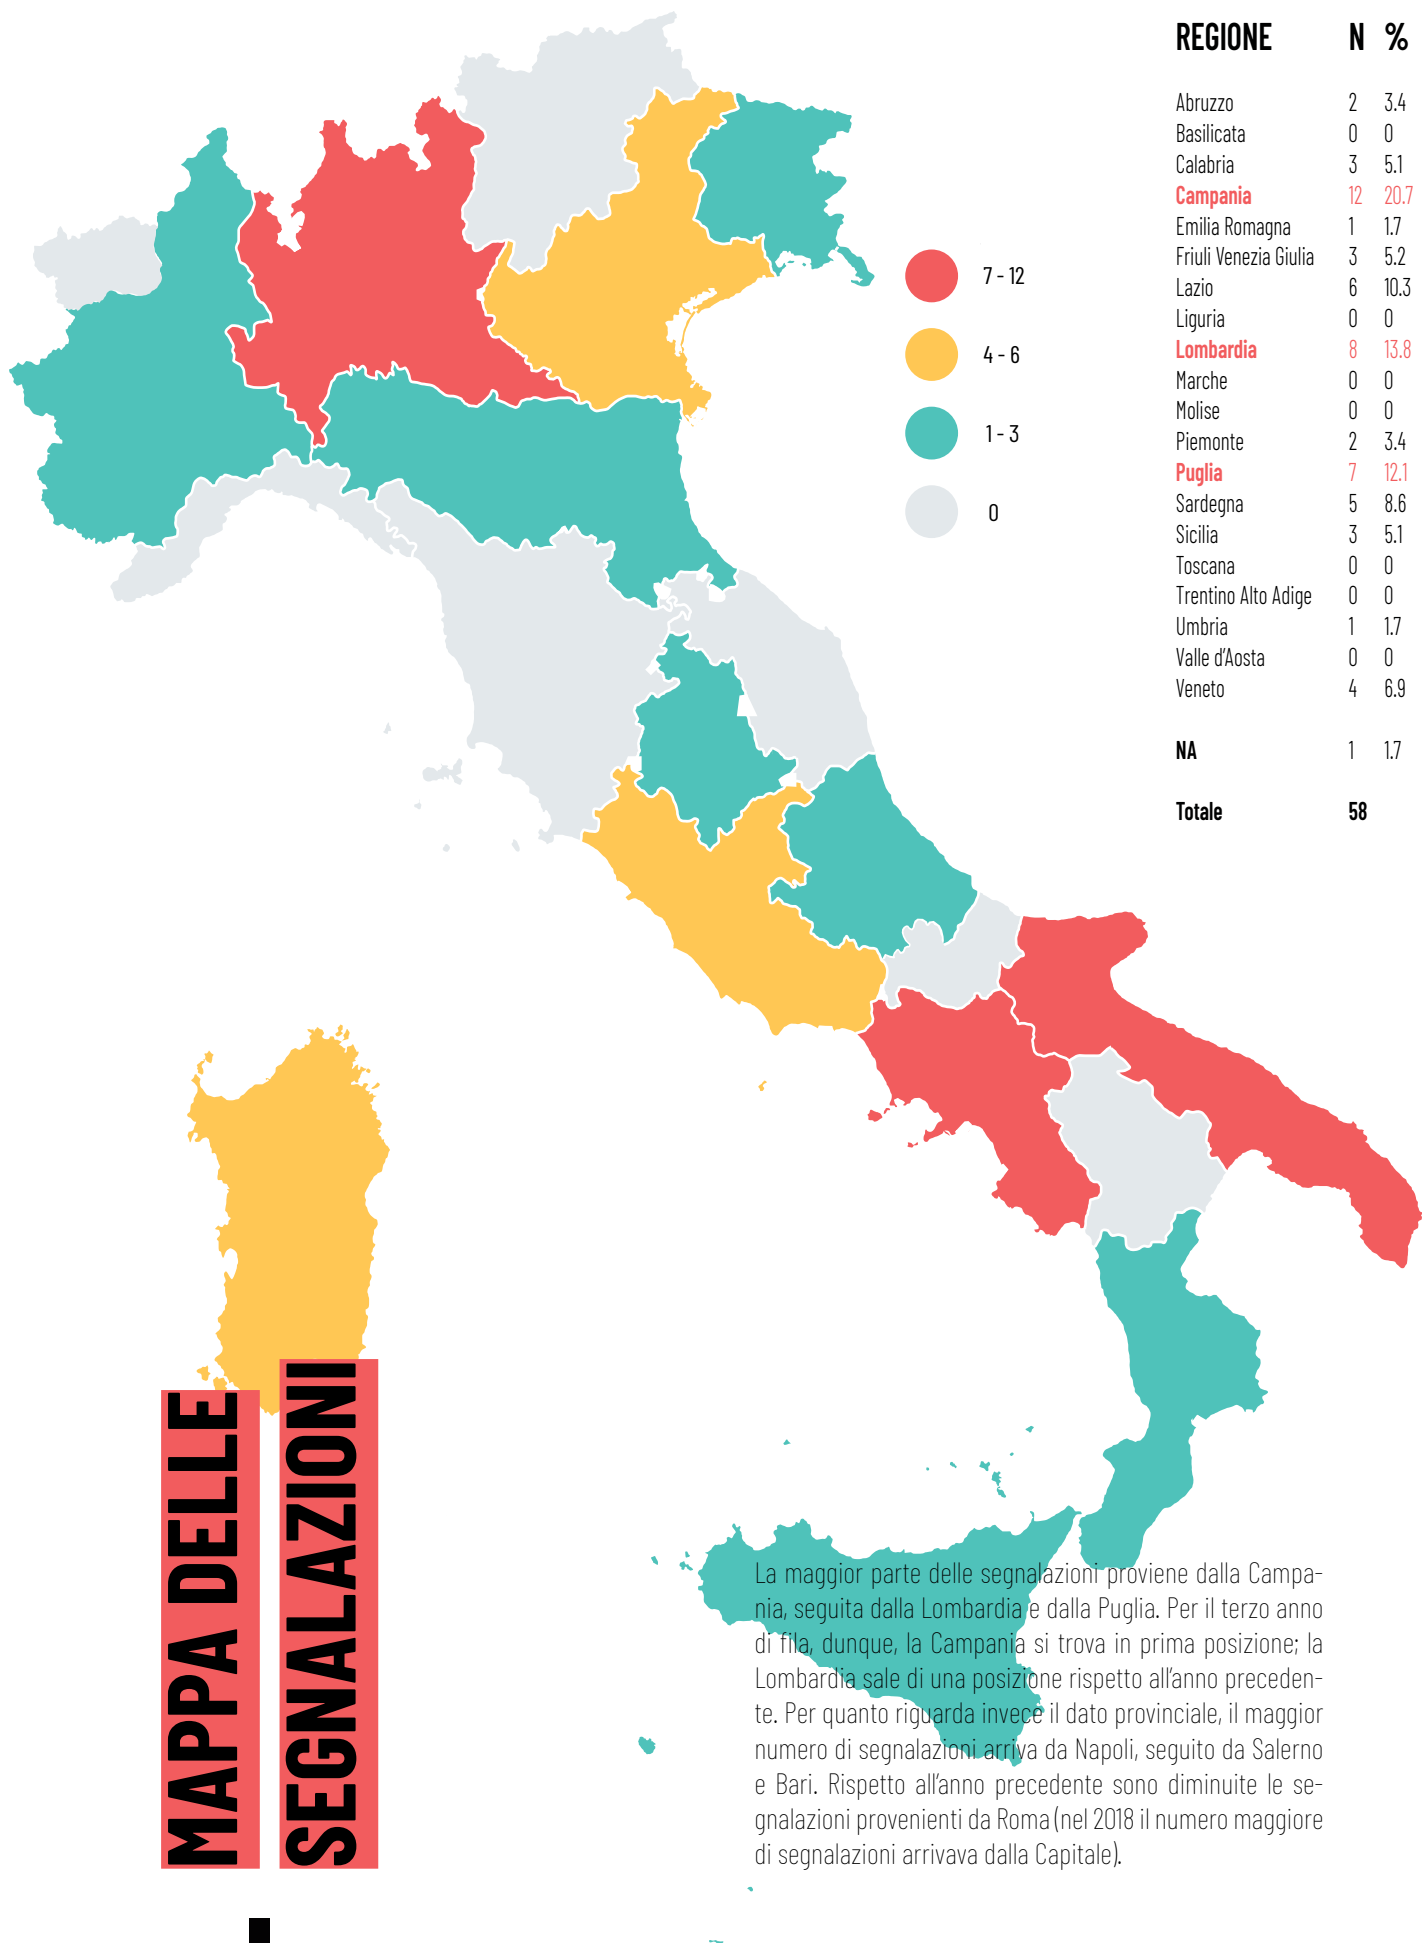 REGIONE N %
Abruzzo 2 3.4
Basilicata 0 0
Calabria 3 5.1
Campania 12 20.7
Emilia Romagna 1 1.7
Friuli Venezia Giulia 3 5.2
Lazio 6 10.3
Liguria 0 0
Lombardia 8 13.8
Marche 0 0
Molise 0 0
Piemonte 2 3.4
Puglia 7 12.1
Sardegna 5 8.6
Sicilia 3 5.1
Toscana 0 0
Trentino Alto Adige 0 0
Umbria 1 1.7
Valle d'Aosta 0 0
Veneto 4 6.9
NA 1 1.7
Totale 58
7 - 12
4 - 6
1 - 3
0
MAPPA DELLE
SEGNALAZIONI
La maggior parte delle segnalazioni proviene dalla Campa-
nia, seguita dalla Lombardia e dalla Puglia. Per il terzo anno
di fila, dunque, la Campania si trova in prima posizione; la
Lombardia sale di una posizione rispetto all'anno preceden-
te. Per quanto riguarda invece il dato provinciale, il maggior
numero di segnalazioni arriva da Napoli, seguito da Salerno
e Bari. Rispetto all'anno precedente sono diminuite le se-
gnalazioni provenienti da Roma (nel 2018 il numero maggiore
di segnalazioni arrivava dalla Capitale).